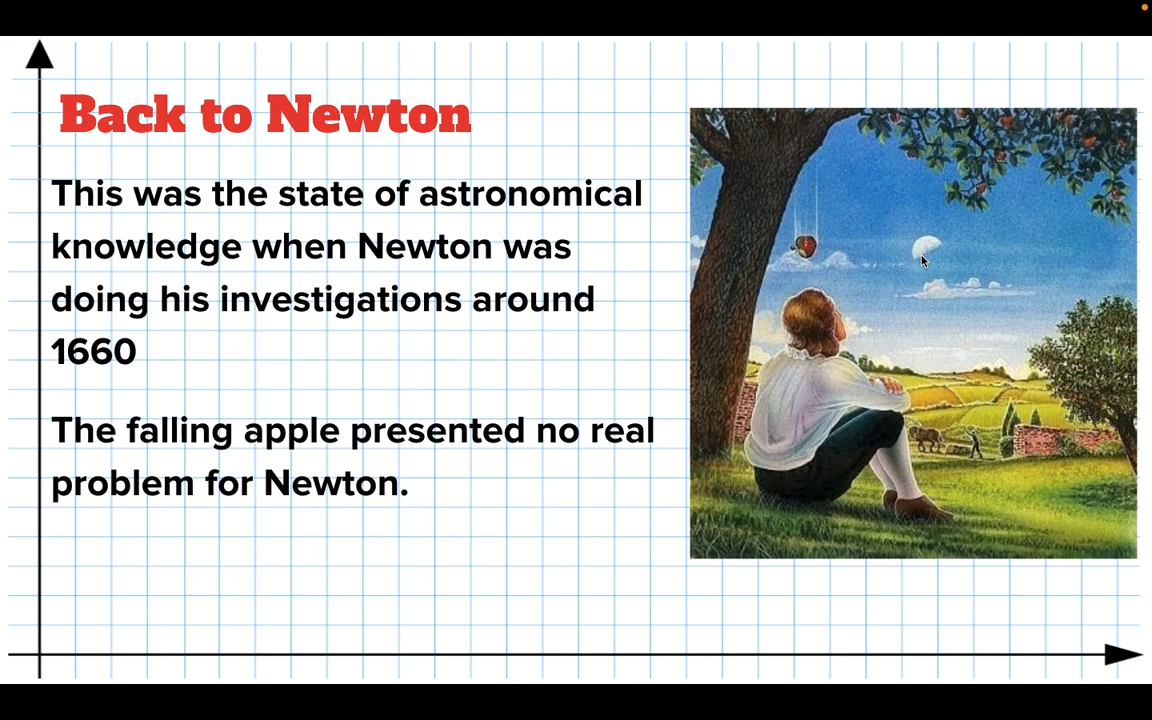 Back to Newton
This was the state of astronomical
knowledge when Newton was
doing his investigations around
1660
The falling apple presented no real
problem for Newton.